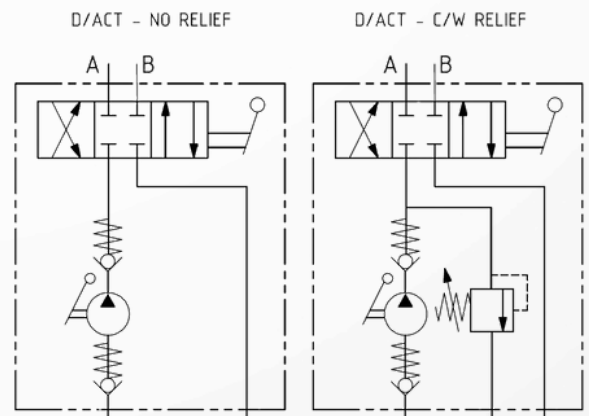 D/ACT - NO RELIEF
D/ACT - C/W RELIEF
A B
A B